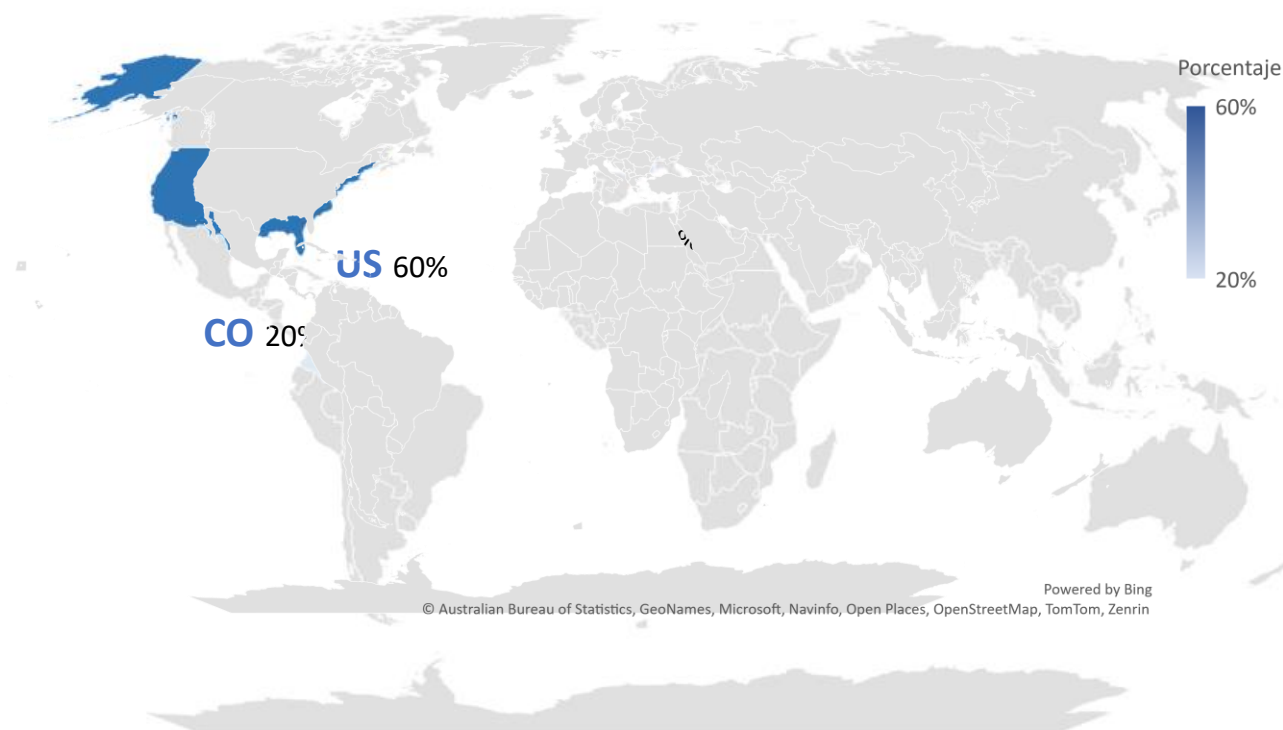 Porcentaje
60%
20%
US 60%
CO 20%
Powered by Bing
© Australian Bureau of Statistics, GeoNames, Microsoft, Navinfo, Open Places, OpenStreetMap, TomTom, Zenrin